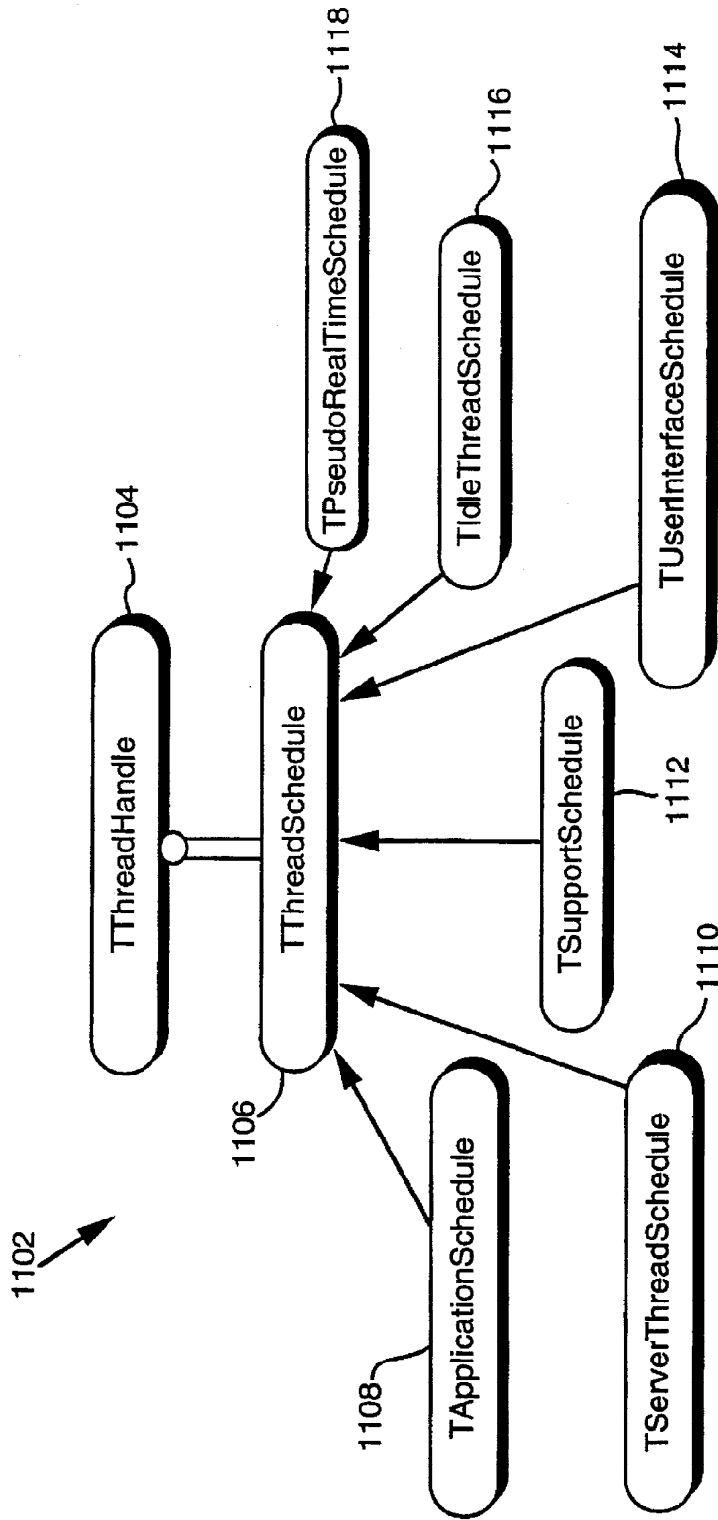 1102
TThreadHandle
1104
TThreadSchedule
1106
TPseudoRealTimeSchedule
1118
TApplicationSchedule
1108
TIdleThreadSchedule
1116
TSupportSchedule
1112
TServerThreadSchedule
1110
TUserInterfaceSchedule
1114